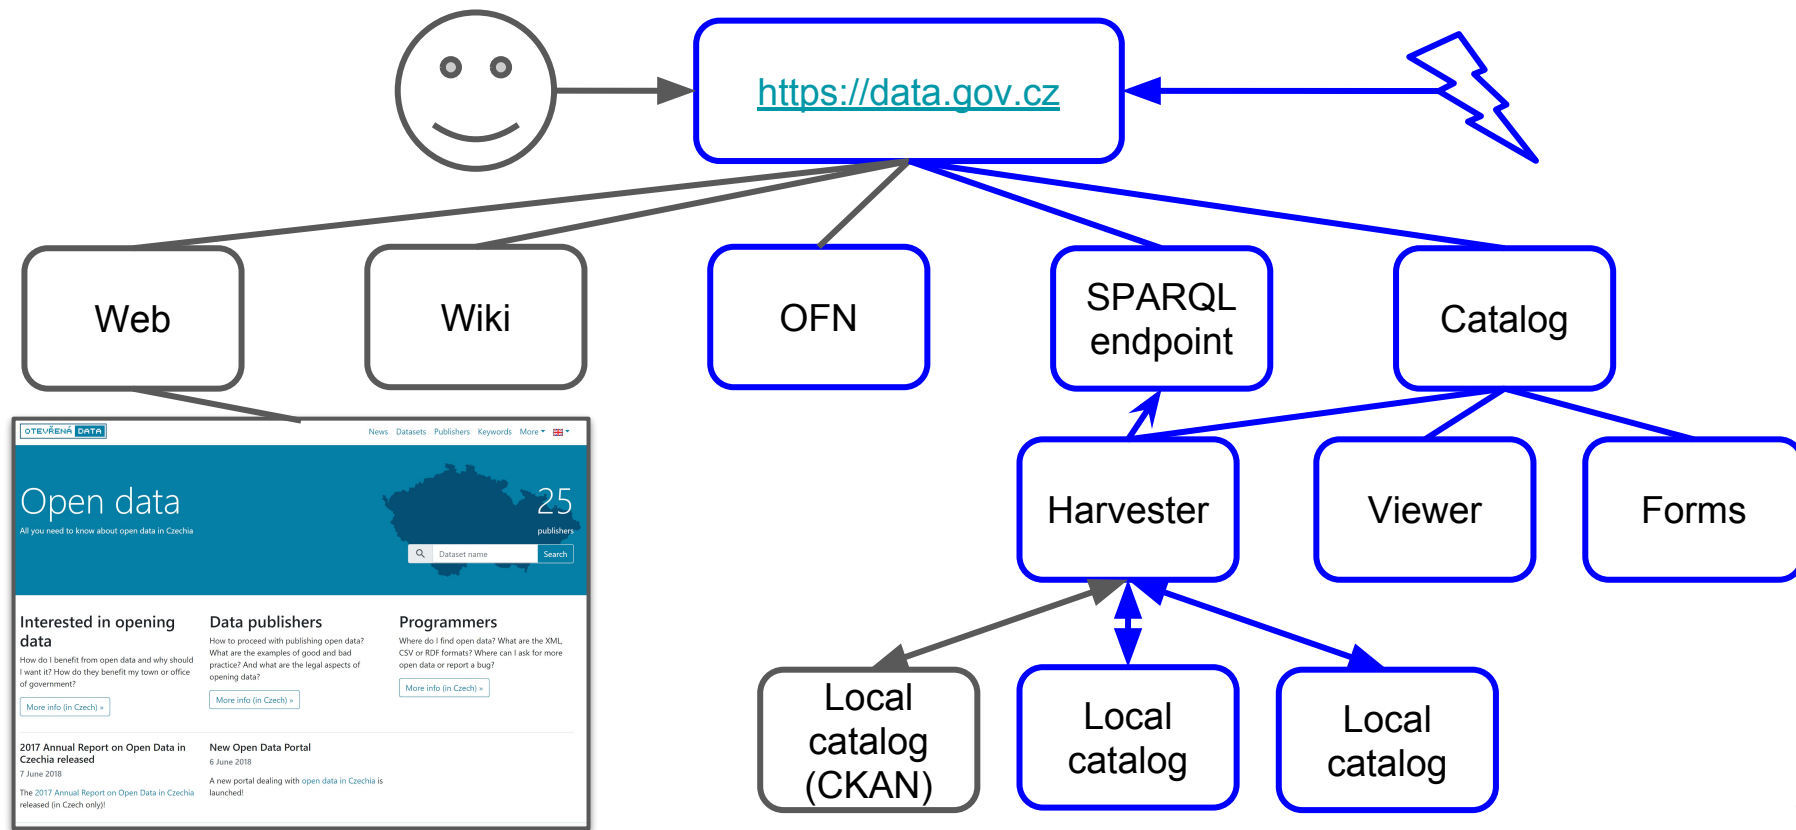 https://data.gov.cz
Web
Wiki
OFN
SPARQL
endpoint
Catalog
Harvester
Viewer
Forms
Local
catalog
(CKAN)
Local
catalog
Local
catalog
OTEVŘENÁ DATA
News Datasets Publishers Keywords More
Open data
All you need to know about open data in Czechia
25
publishers
Dataset name Search
Interested in opening
data
How do I benefit from open data and why should
I want it? How do they benefit my town or office
of government?
More info (in Czech) »
Data publishers
How to proceed with publishing open data?
What are the examples of good and bad
practice? And what are the legal aspects of
opening data?
More info (in Czech) »
Programmers
Where do I find open data? What are the XML,
CSV or RDF formats? Where can I ask for more
open data or report a bug?
More info (in Czech) »
2017 Annual Report on Open Data in
Czechia released
7 June 2018
The 2017 Annual Report on Open Data in Czechia
released (in Czech only)!
New Open Data Portal
6 June 2018
A new portal dealing with open data in Czechia is
launched!